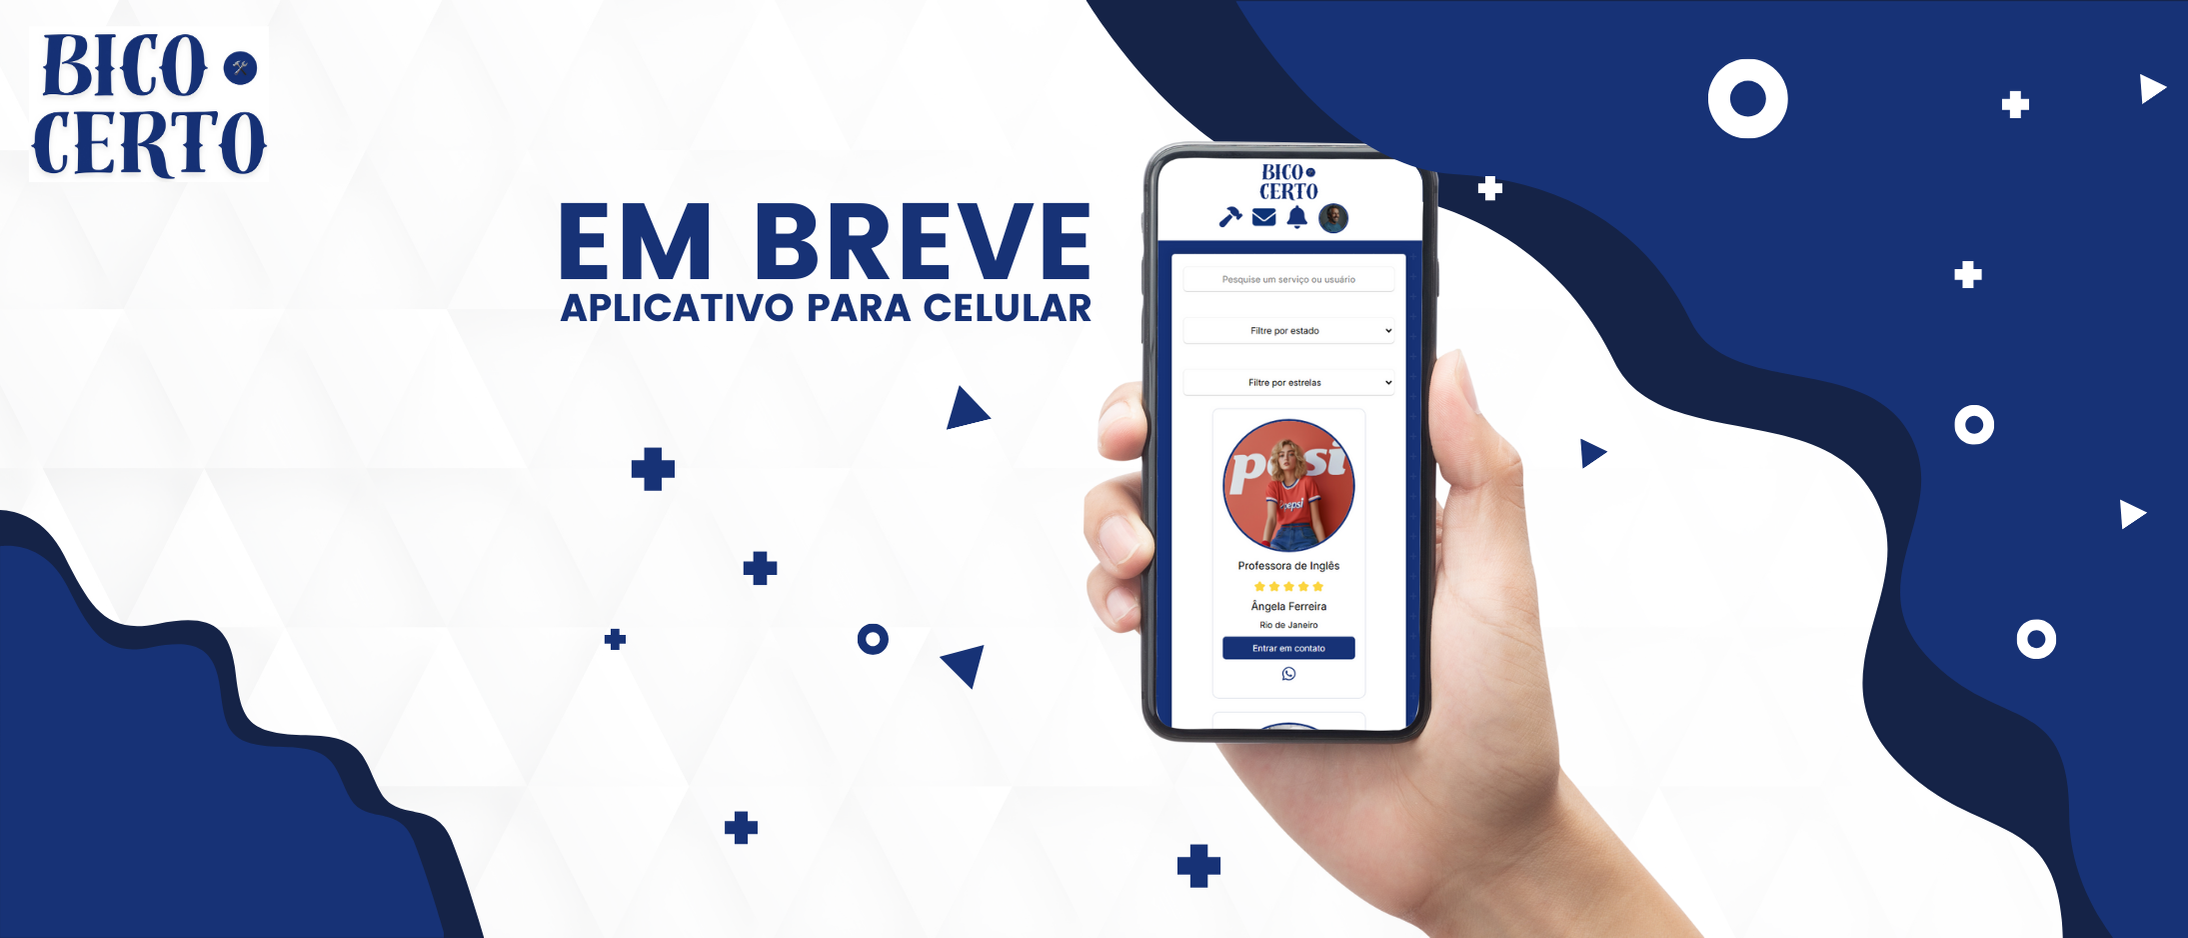 BICO
CERTO
EM BREVE
APLICATIVO PARA CELULAR
BICO
CERTO
Pesquise um serviço ou usuário
Filtre por estado
Filtre por estrelas
pepsi
Professora de Inglês
Ângela Ferreira
Rio de Janeiro
Entrar em contato